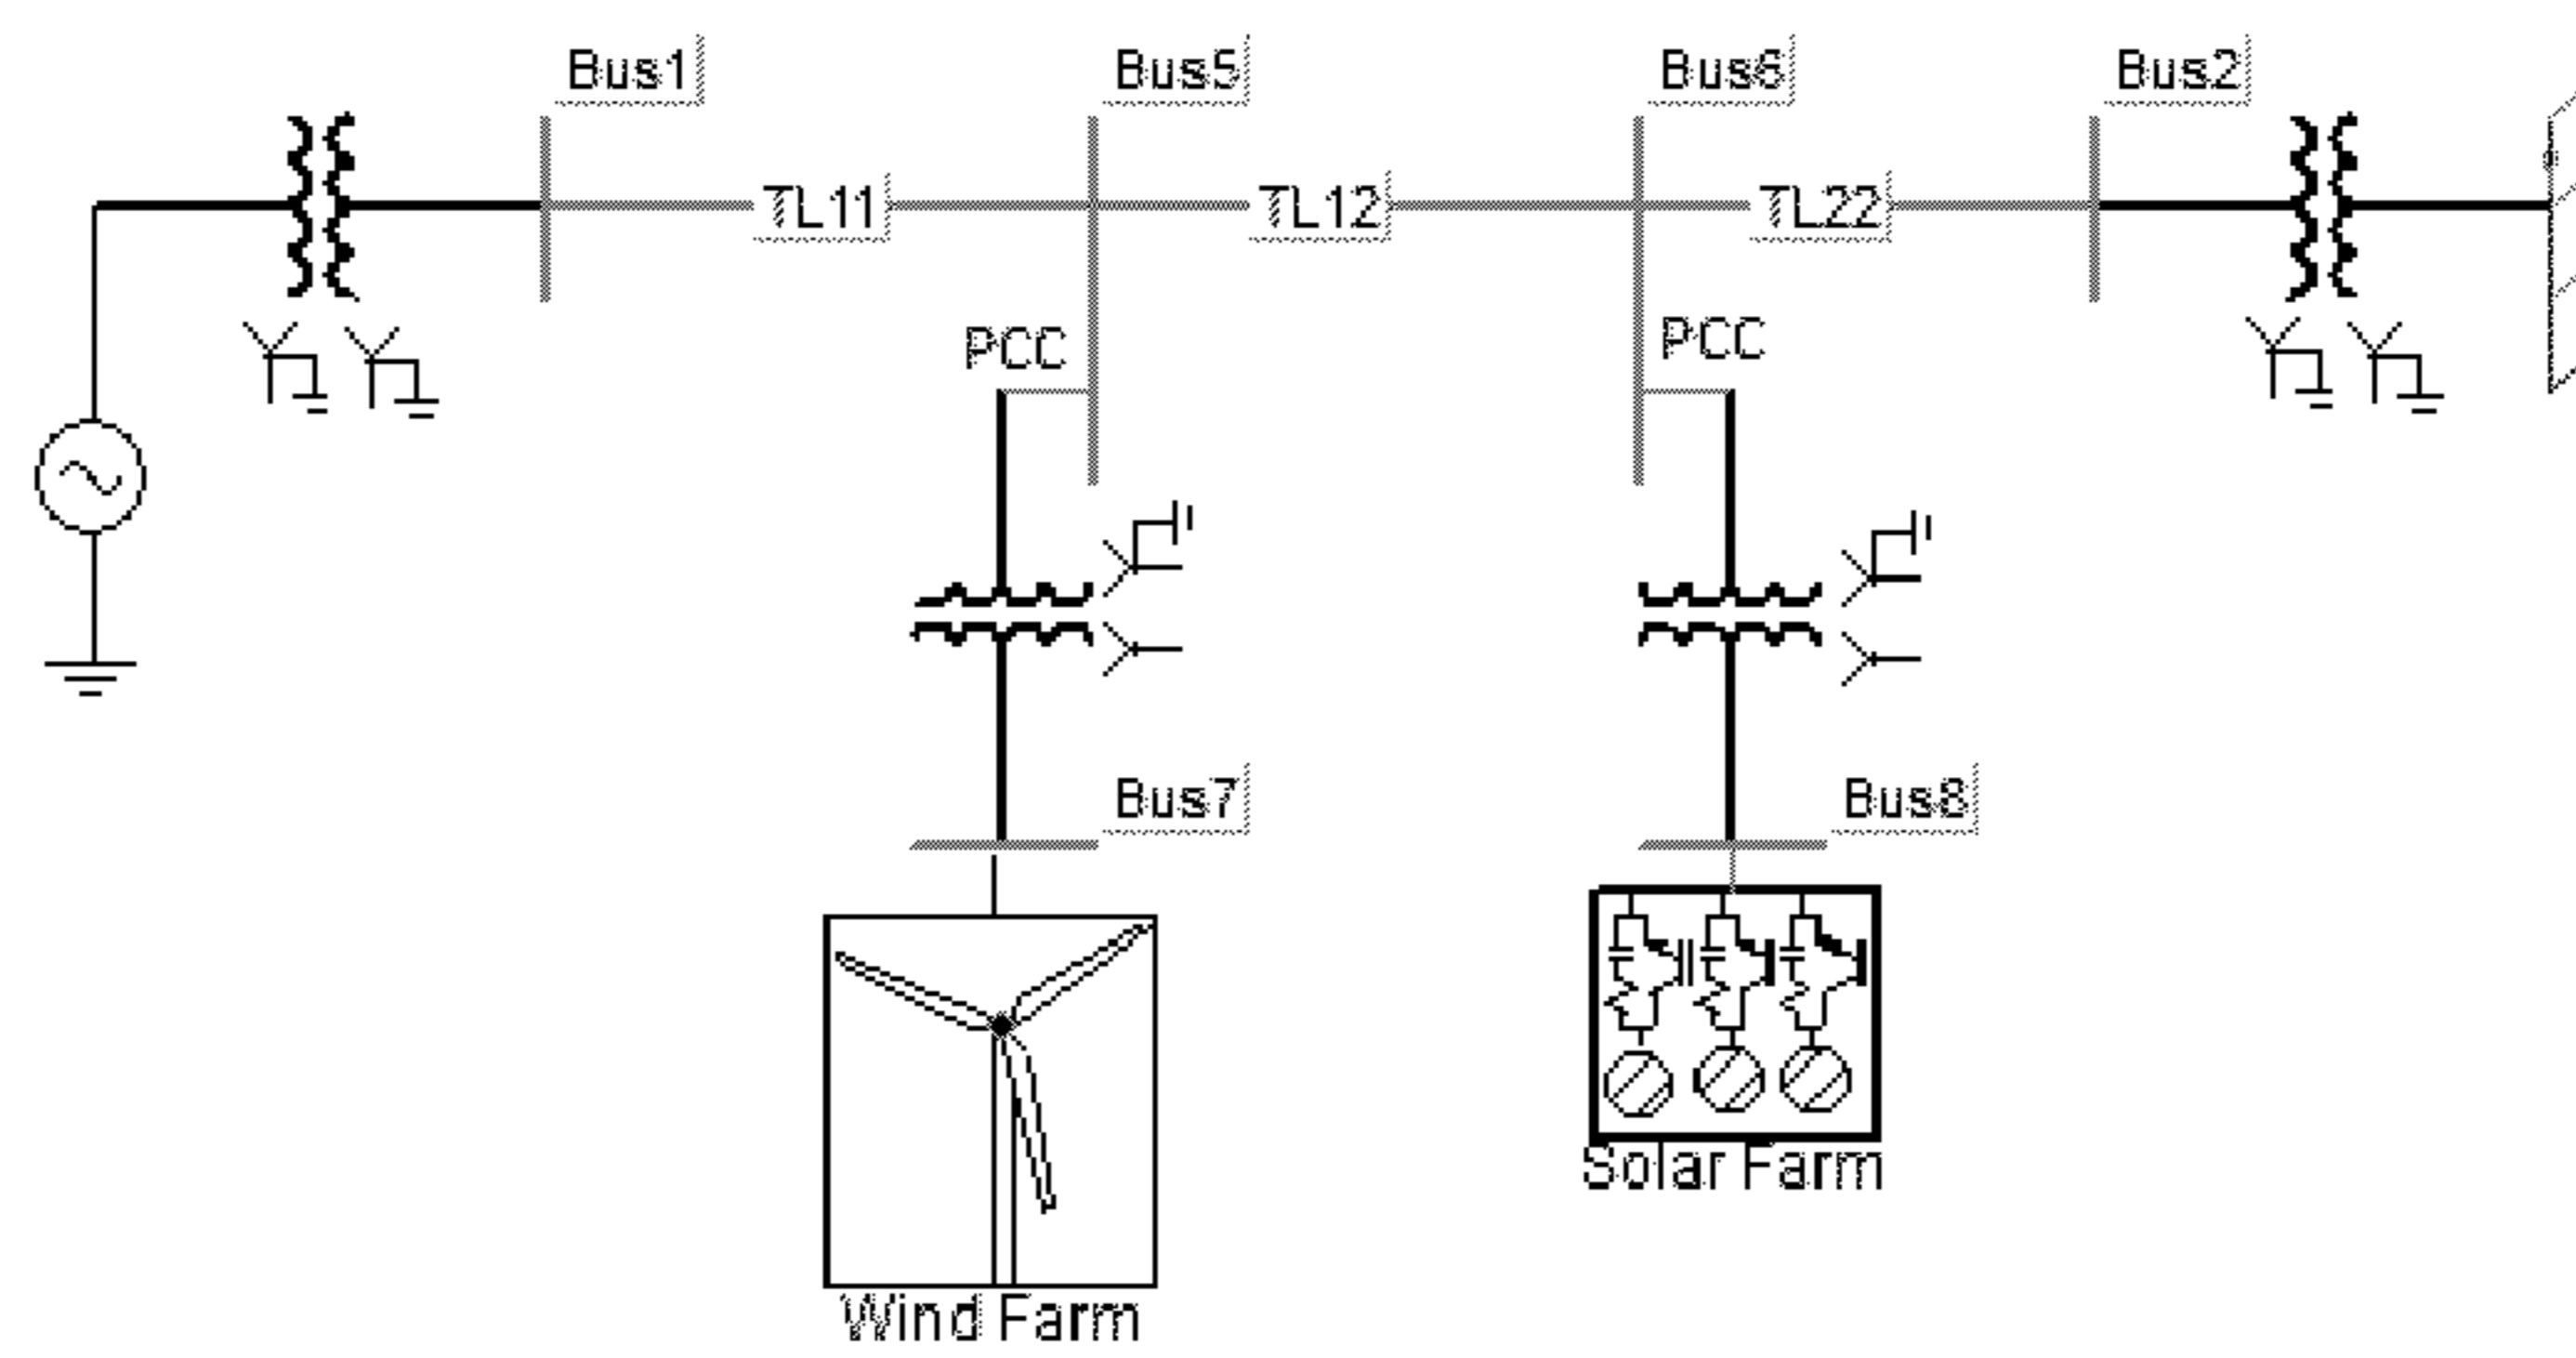 Bus1
Bus5
Bus6
Bus2
TL11
TL12
TL22
PCC
PCC
Bus7
Bus8
Solar Farm
Wind Farm